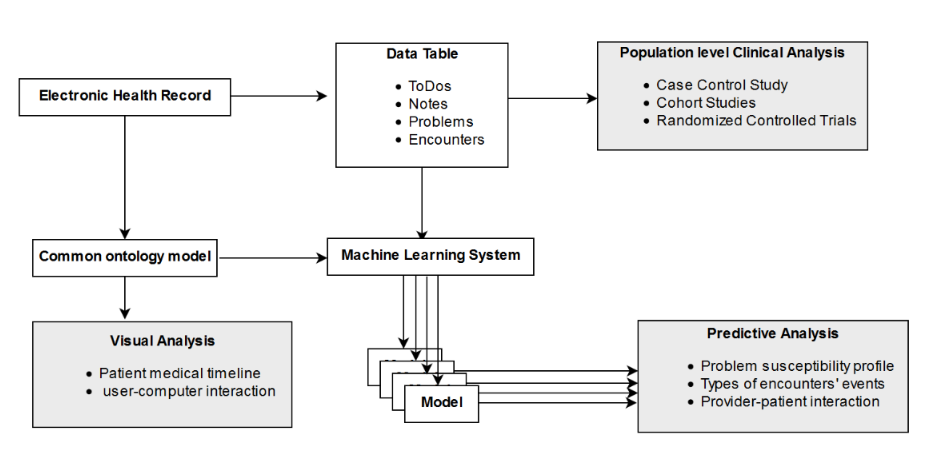 Electronic Health Record
Data Table
• ToDos
• Notes
• Problems
• Encounters
Population level Clinical Analysis
• Case Control Study
• Cohort Studies
• Randomized Controlled Trials
Common ontology model
Machine Learning System
Visual Analysis
• Patient medical timeline
• user-computer interaction
Model
Predictive Analysis
• Problem susceptibility profile
• Types of encounters' events
• Provider-patient interaction